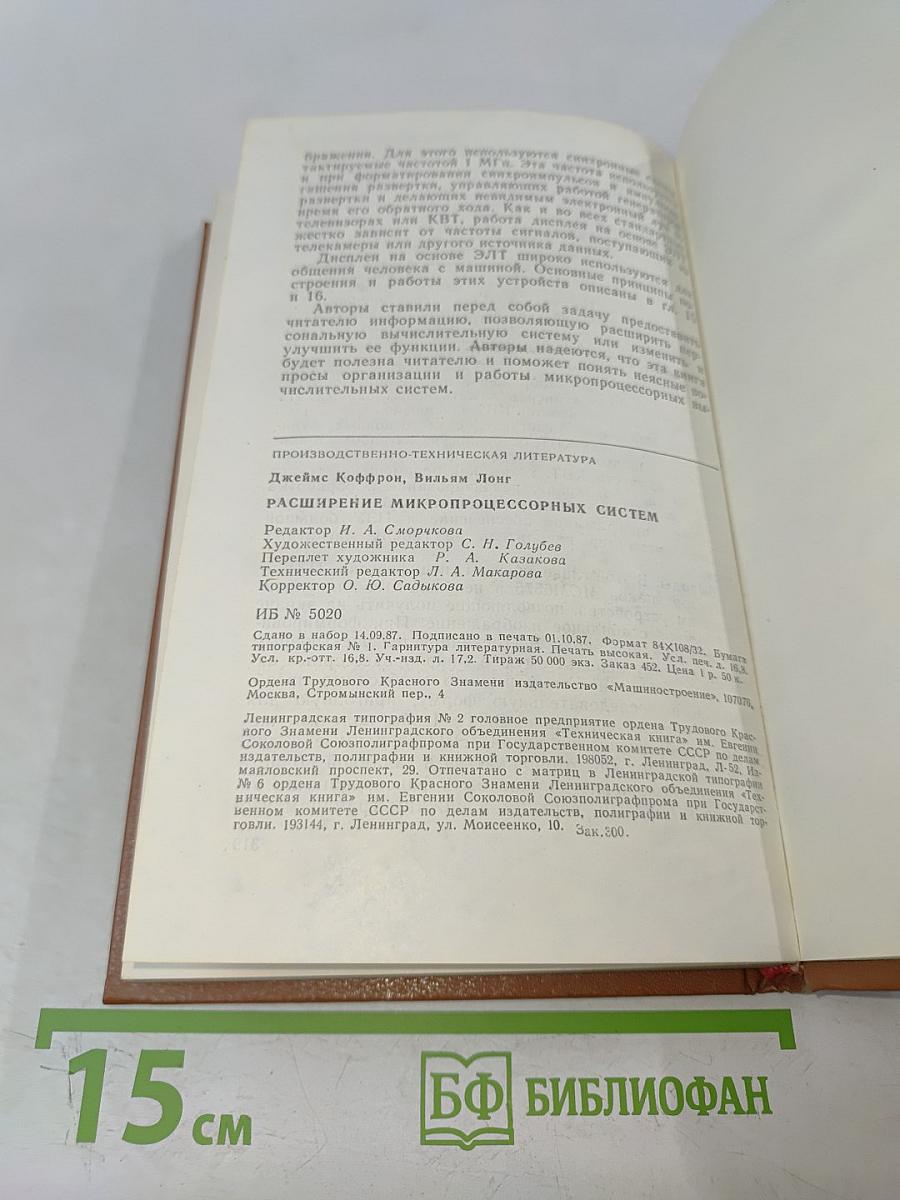 бражения. Для этого используются синхронные
тактируемые частотой 1 МГц. Эта частота использу
и при форматировании синхроимпульсов и импуль
гашения развертки, управляющих работой генера
развертки и делающих невидимым электронный луч
время его обратного хода. Как и во всех стандарт
телевизорах или КВТ, работа дисплея на основе
жестко зависит от частоты сигналов, поступающих
телекамеры или другого источника данных.
Дисплеи на основе ЭЛТ широко используются для
общения человека с машиной. Основные принципы по-
строения и работы этих устройств описаны в гл. 15
и 16.
Авторы ставили перед собой задачу предоставить
читателю информацию, позволяющую расширить пер-
сональную вычислительную систему или изменить и
улучшить ее функции. Авторы надеются, что эта книга
будет полезна читателю и поможет понять неясные во-
просы организации и работы микропроцессорных вы-
числительных систем.
ПРОИЗВОДСТВЕННО-ТЕХНИЧЕСКАЯ ЛИТЕРАТУРА
Джеймс Коффрон, Вильям Лонг
РАСШИРЕНИЕ МИКРОПРОЦЕССОРНЫХ СИСТЕМ
Редактор И. А. Сморчкова
Художественный редактор С. Н. Голубев
Переплет художника Р. А. Казакова
Технический редактор Л. А. Макарова
Корректор О. Ю. Садыкова
ИБ № 5020
Сдано в набор 14.09.87. Подписано в печать 01.10.87. Формат 84×108/32. Бумага
типографская № 1. Гарнитура литературная. Печать высокая. Усл. печ. л. 16,8.
Усл. кр.-отт. 16,8. Уч.-изд. л. 17,2. Тираж 50 000 экз. Заказ 452. Цена 1 р. 50 к.
Ордена Трудового Красного Знамени издательство «Машиностроение», 107076,
Москва, Стромынский пер., 4
Ленинградская типография № 2 головное предприятие ордена Трудового Крас-
ного Знамени Ленинградского объединения «Техническая книга» им. Евгении
Соколовой Союзполиграфпрома при Государственном комитете СССР по делам
издательств, полиграфии и книжной торговли. 198052, г. Ленинград, Л-52, Из-
майловский проспект, 29. Отпечатано с матриц в Ленинградской типографии
№ 6 ордена Трудового Красного Знамени Ленинградского объединения «Тех-
ническая книга» им. Евгении Соколовой Союзполиграфпрома при Государст-
венном комитете СССР по делам издательств, полиграфии и книжной тор-
говли. 193144, г. Ленинград, ул. Моисеенко, 10. Зак.300.
15 см
БФ БИБЛИОФАН